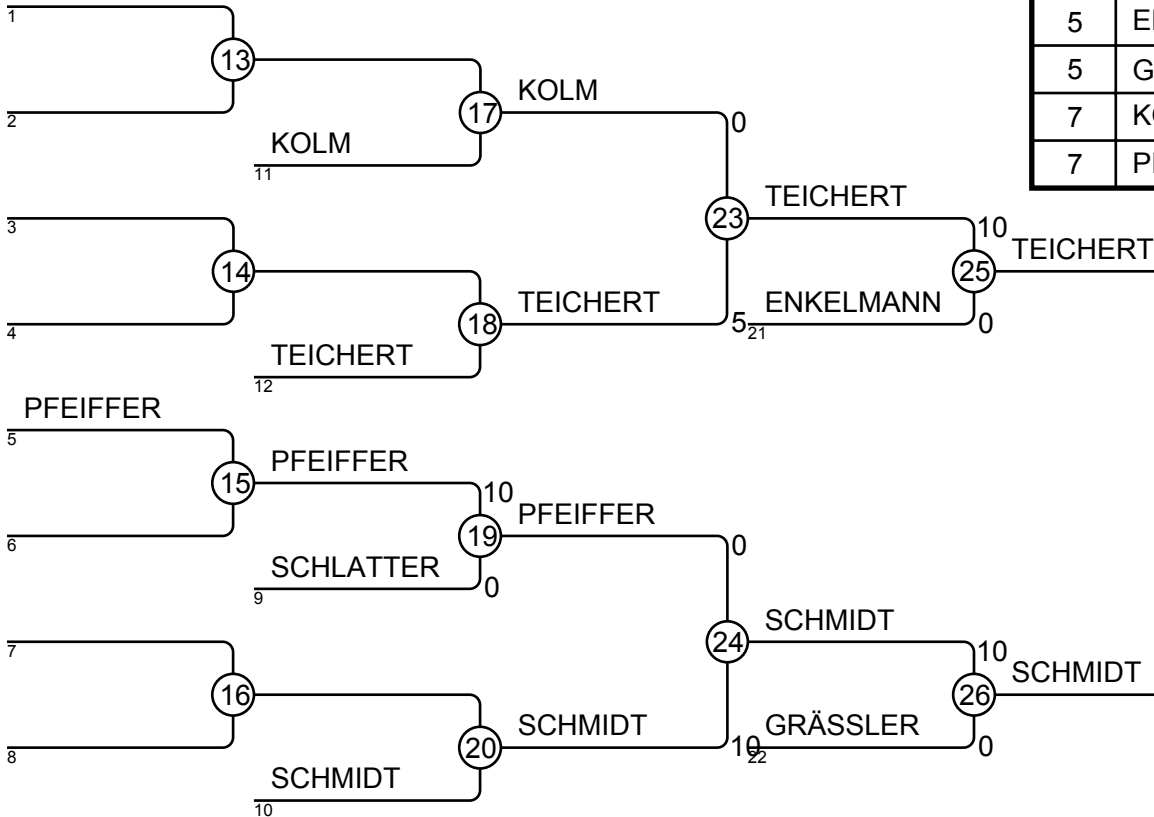 1
5
13
5
KOLM
17
2
0
7
KOLM
11
7
TEICHERT
3
23
10
TEICHERT
14
25
TEICHERT
ENKELMANN
4
18
5
21
0
TEICHERT
12
PFEIFFER
5
PFEIFFER
15
10
PFEIFFER
6
19
0
SCHLATTER
9
0
SCHMIDT
7
24
10
SCHMIDT
16
26
SCHMIDT
GRÄSSLER
8
20
10
22
0
SCHMIDT
10